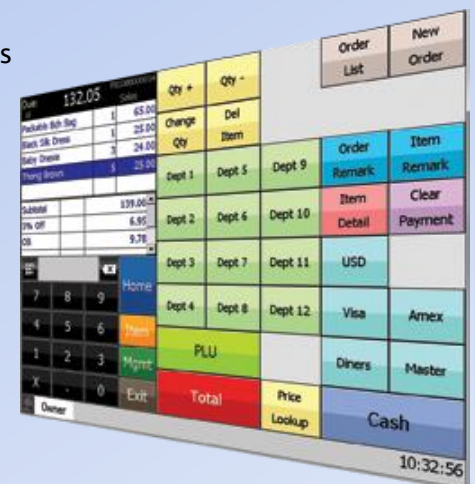 s
Due: 132.05
Sales
Packable Bch Bag 1 65.00
Black Silk Dress 1 25.00
Baby Onesie 3 24.00
Thong Brown 5 25.00
Subtotal 139.00
5% Off 6.95
9.78
Qty +
Qty -
Order List
New Order
Change Qty
Del Item
Dept 1
Dept 5
Dept 9
Order Remark
Item Remark
Dept 2
Dept 6
Dept 10
Item Detail
Clear Payment
Dept 3
Dept 7
Dept 11
USD
Dept 4
Dept 8
Dept 12
Visa
Amex
PLU
Diners
Master
Total
Price Lookup
Cash
7 8 9
Home
4 5 6
Item
1 2 3
Mgmt
X . 0
Exit
Owner
10:32:56